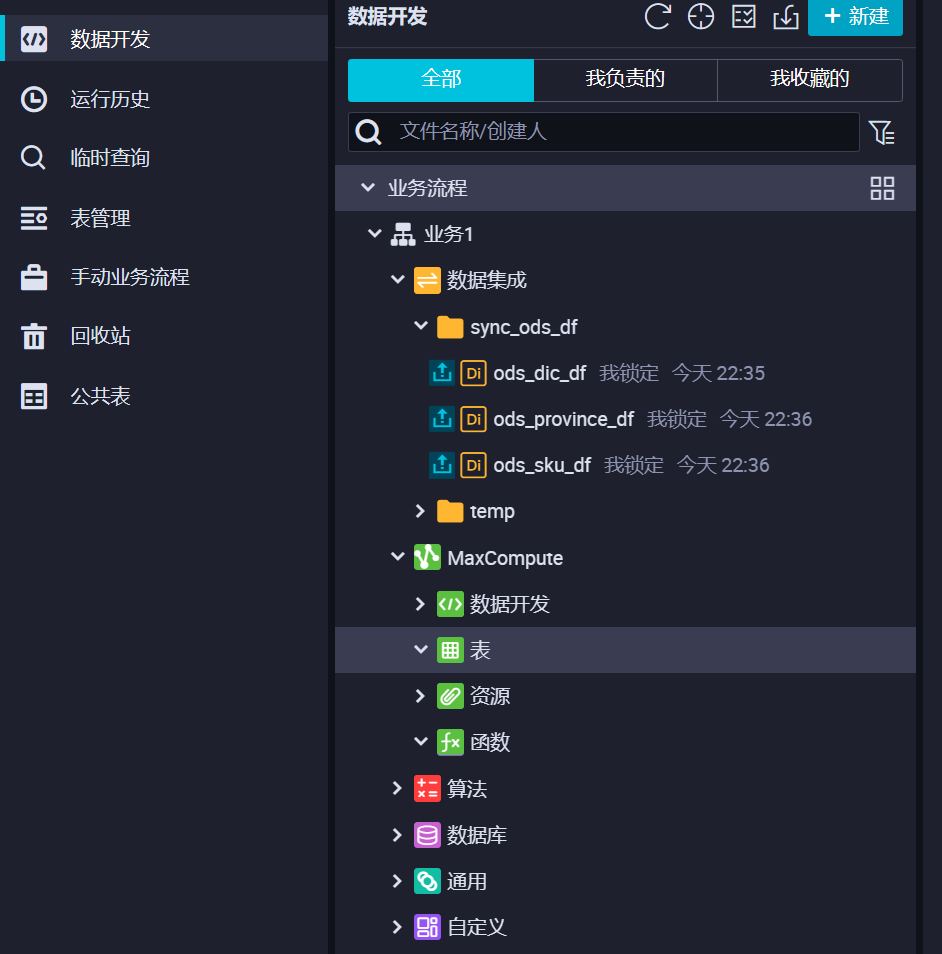 数据开发
运行历史
临时查询
表管理
手动业务流程
回收站
公共表
数据开发
+ 新建
全部 我负责的 我收藏的
文件名称/创建人
业务流程
业务1
数据集成
sync_ods_df
Di ods_dic_df 我锁定 今天 22:35
Di ods_province_df 我锁定 今天 22:36
Di ods_sku_df 我锁定 今天 22:36
temp
MaxCompute
数据开发
表
资源
fx 函数
算法
数据库
通用
自定义